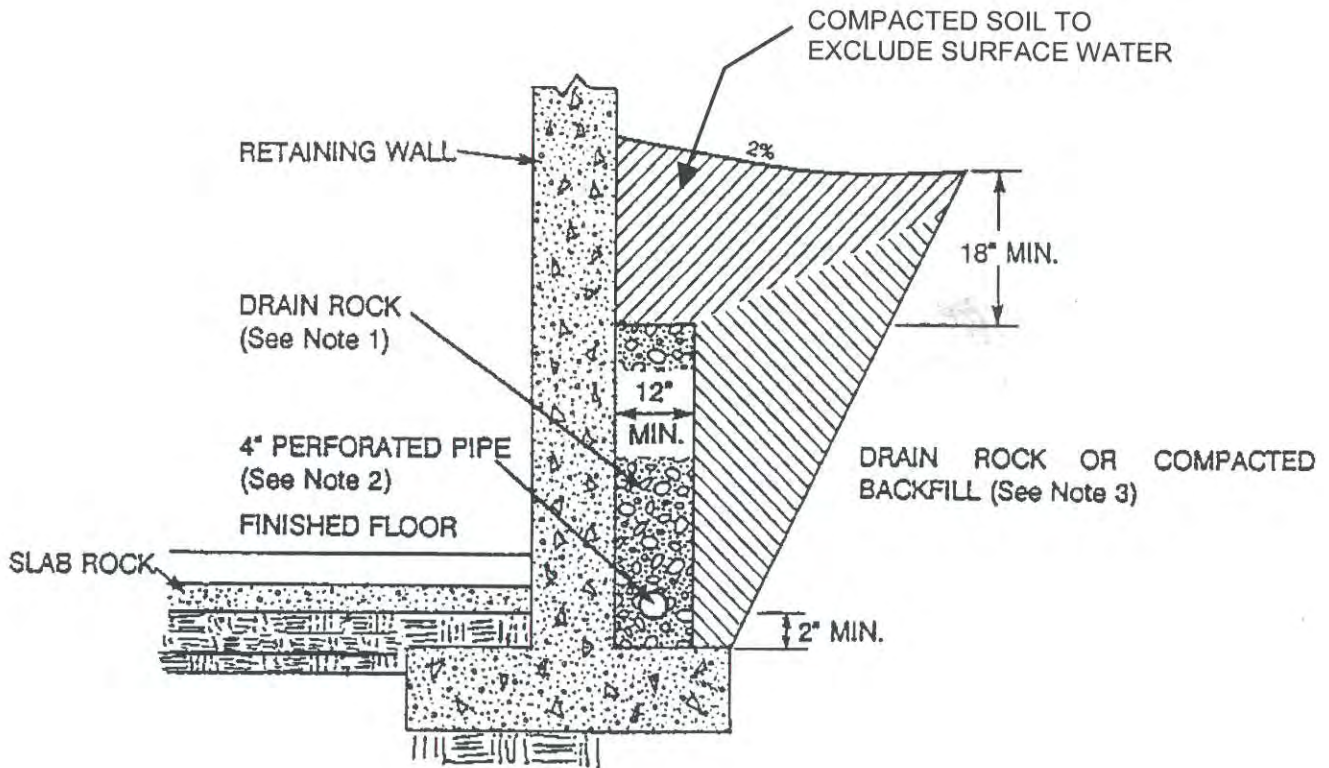 COMPACTED SOIL TO
EXCLUDE SURFACE WATER
RETAINING WALL
2%
18" MIN.
DRAIN ROCK
(See Note 1)
12"
MIN.
4" PERFORATED PIPE
(See Note 2)
DRAIN ROCK OR COMPACTED
BACKFILL (See Note 3)
FINISHED FLOOR
SLAB ROCK
2" MIN.